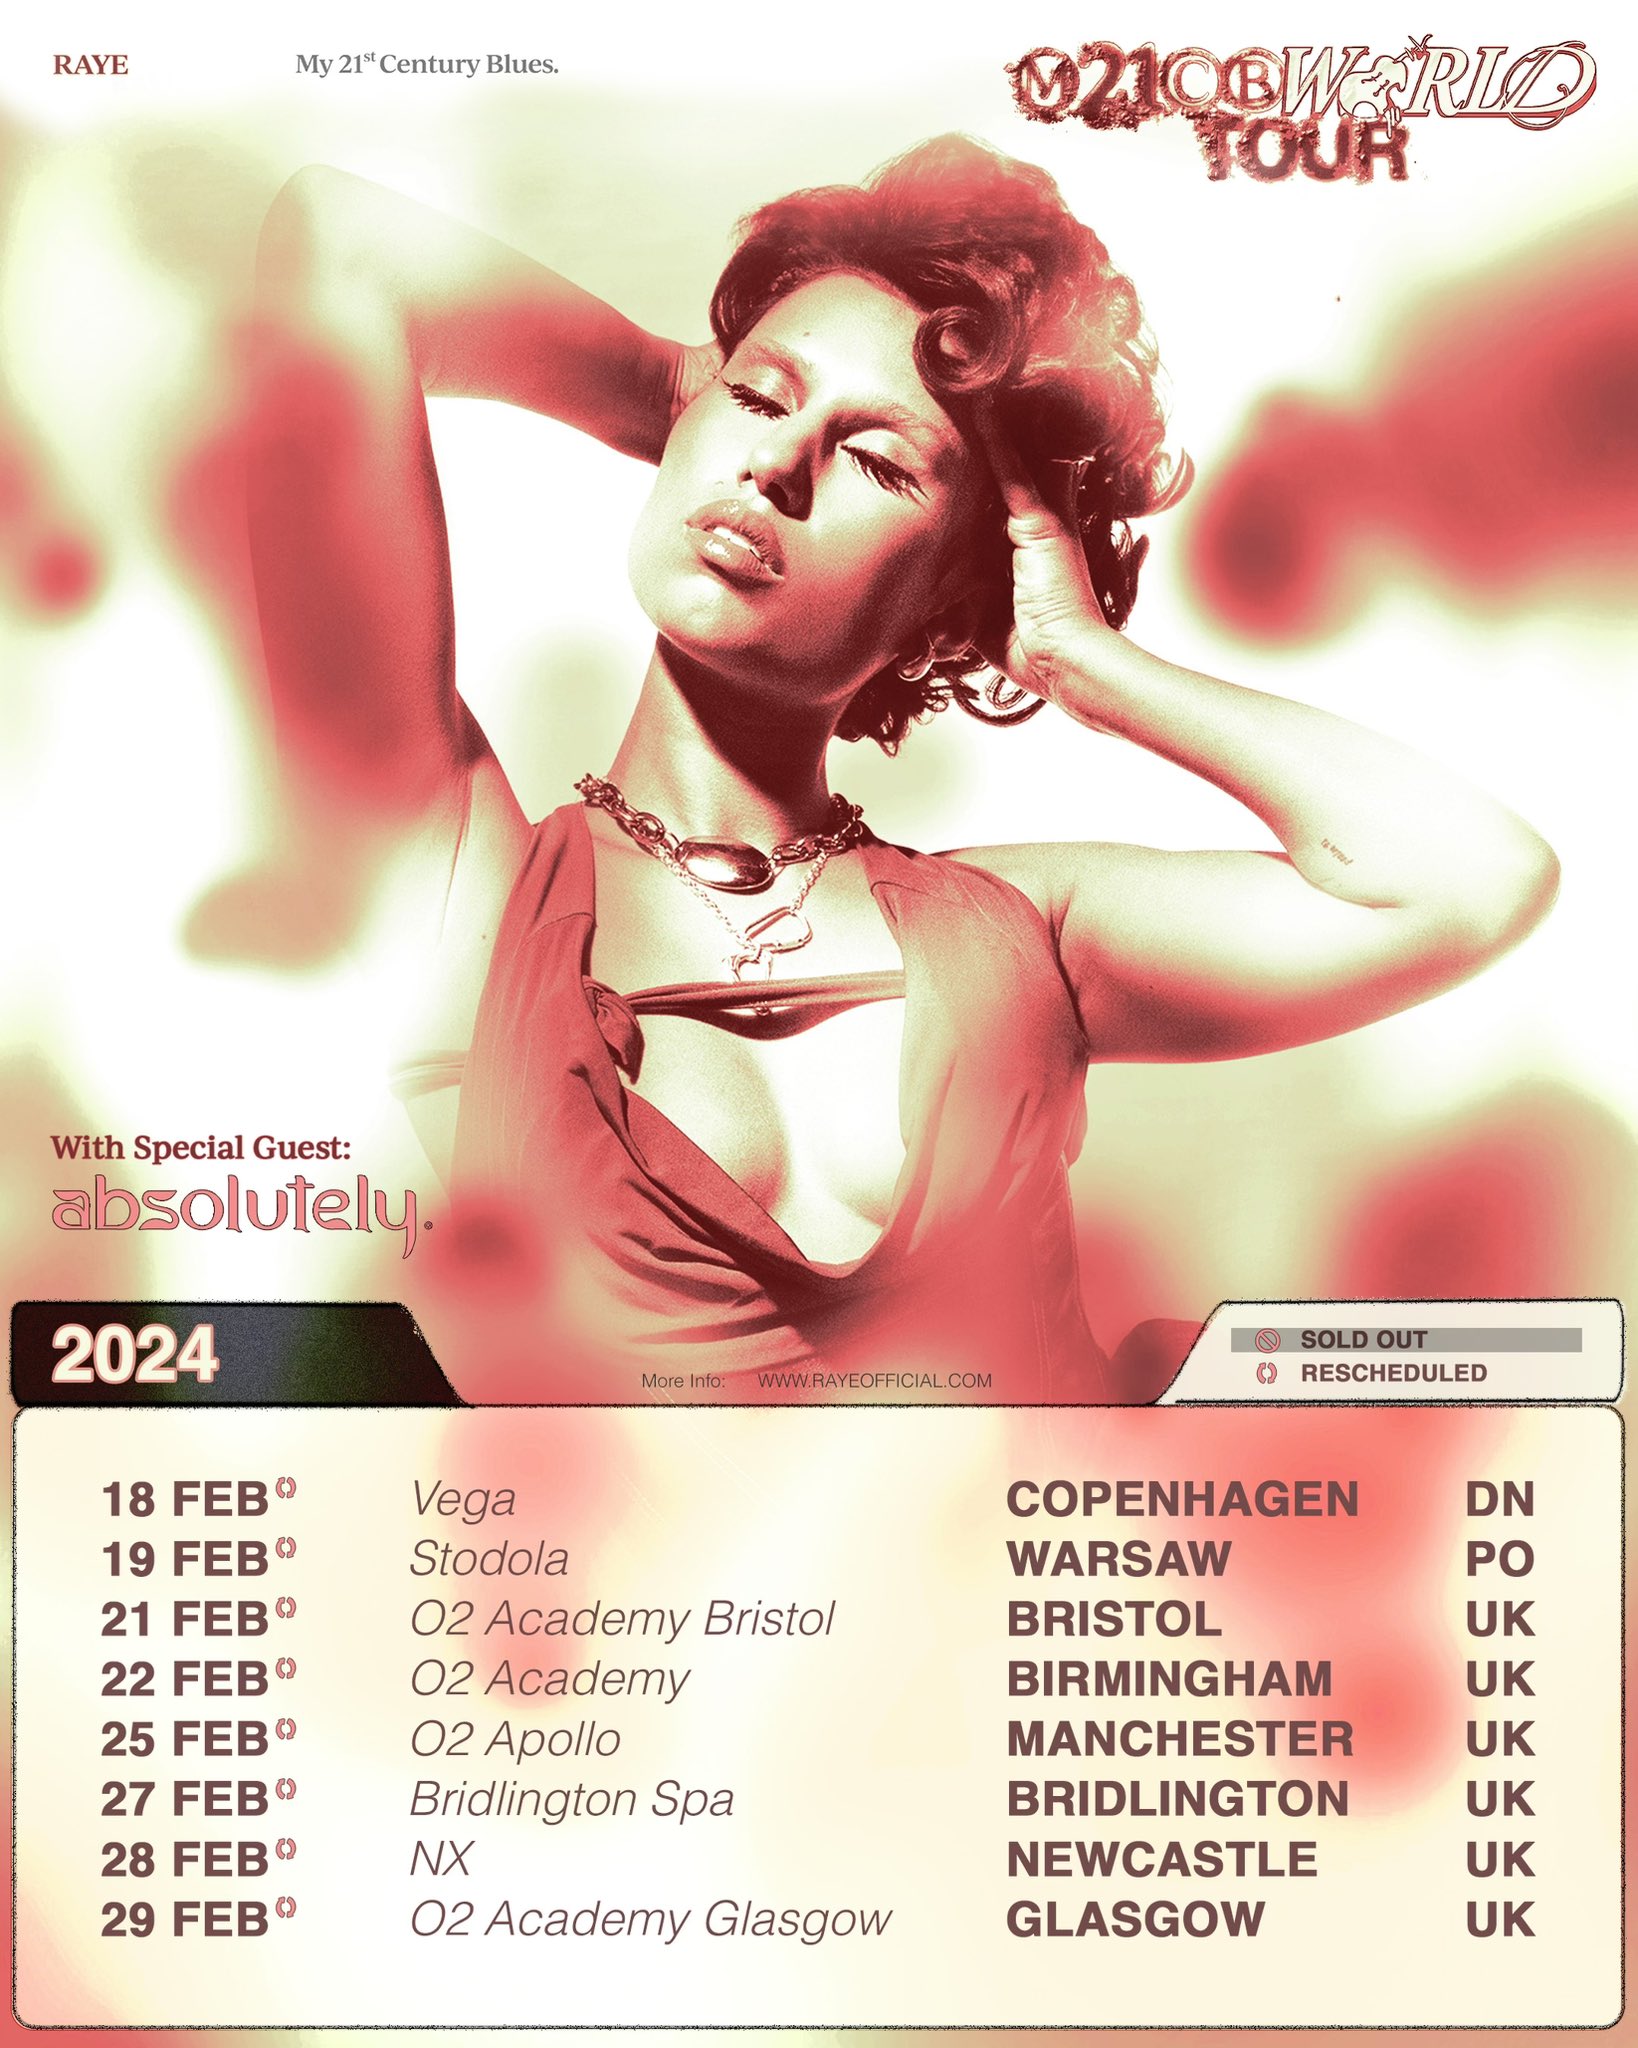 RAYE
My 21st Century Blues.
M21CBWORLD
TOUR
With Special Guest:
absolutely.
2024
More Info: WWW.RAYEOFFICIAL.COM
SOLD OUT
RESCHEDULED
18 FEB Vega COPENHAGEN DN
19 FEB Stodola WARSAW PO
21 FEB O2 Academy Bristol BRISTOL UK
22 FEB O2 Academy BIRMINGHAM UK
25 FEB O2 Apollo MANCHESTER UK
27 FEB Bridlington Spa BRIDLINGTON UK
28 FEB NX NEWCASTLE UK
29 FEB O2 Academy Glasgow GLASGOW UK